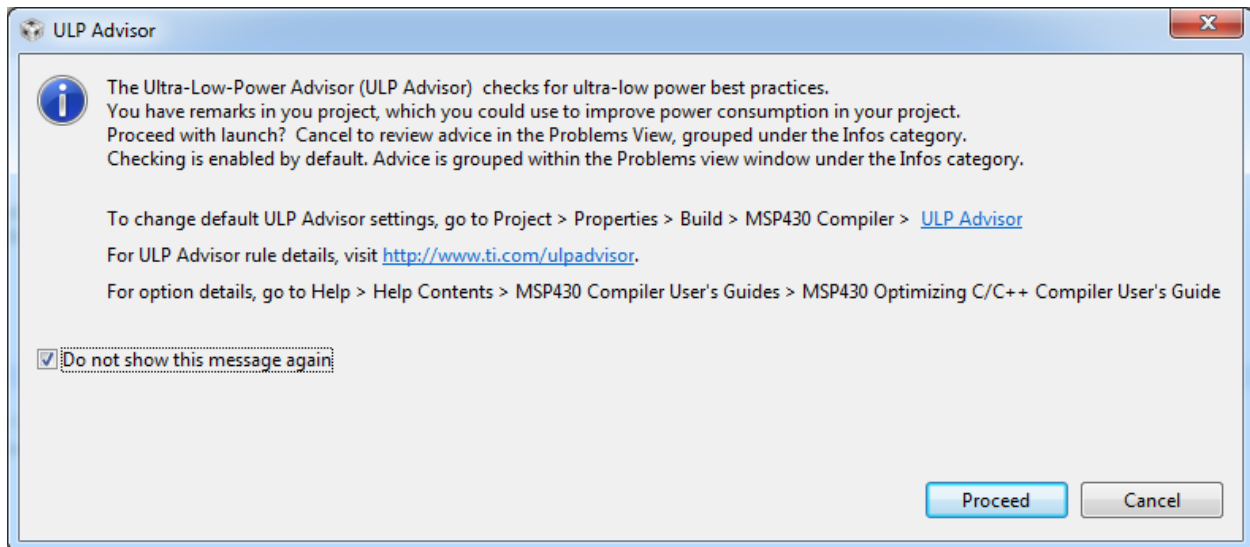 ULP Advisor
The Ultra-Low-Power Advisor (ULP Advisor)  checks for ultra-low power best practices.
You have remarks in your project, which you could use to improve power consumption in your project.
Proceed with launch?  Cancel to review advice in the Problems View, grouped under the Infos category.
Checking is enabled by default. Advice is grouped within the Problems view window under the Infos category.
To change default ULP Advisor settings, go to Project > Properties > Build > MSP430 Compiler >  ULP Advisor
For ULP Advisor rule details, visit http://www.ti.com/ulpadvisor.
For option details, go to Help > Help Contents > MSP430 Compiler User's Guides > MSP430 Optimizing C/C++ Compiler User's Guide
Do not show this message again
Proceed
Cancel